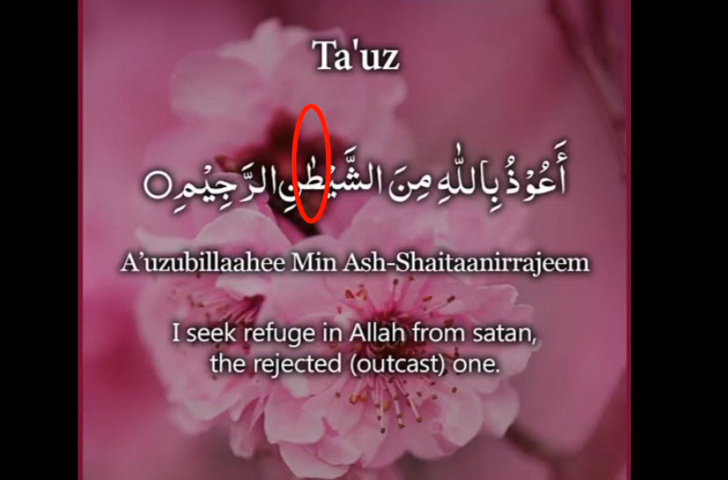 Ta'uz
أَعُوْذُ بِاللّٰهِ مِنَ الشَّيْطٰنِ الرَّجِيْمِ ○
A'uzubillaahee Min Ash-Shaitaanirrajeem
I seek refuge in Allah from satan,
the rejected (outcast) one.